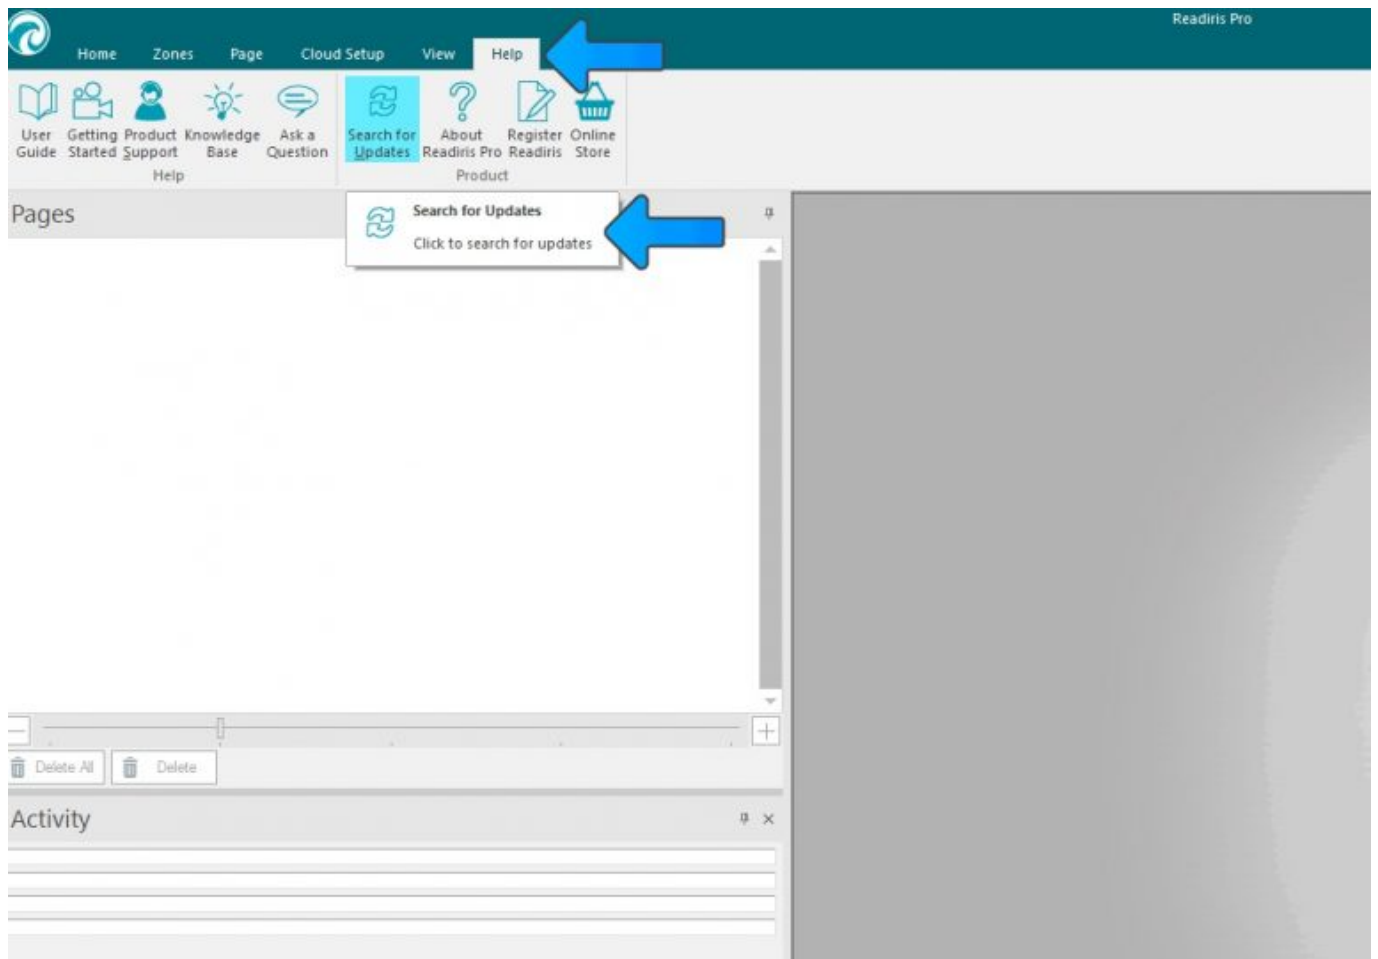 Readiris Pro
Home Zones Page Cloud Setup View Help
User Guide
Getting Started
Product Support
Knowledge Base
Ask a Question
Search for Updates
About Readiris Pro
Register Readiris
Online Store
Help
Product
Pages
Search for Updates
Click to search for updates
Delete All
Delete
Activity